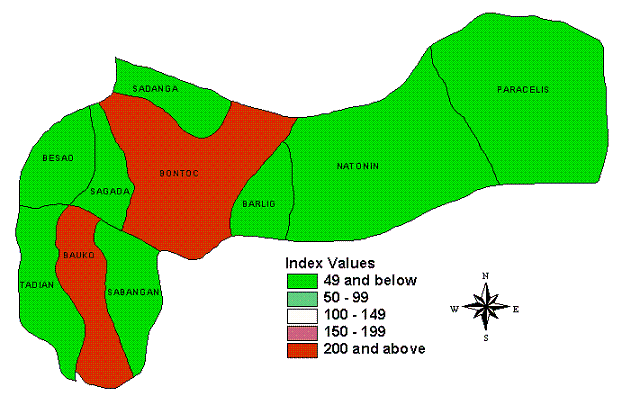 SADANGA
PARACELIS
BESAO
BONTOC
NATONIN
SAGADA
BARLIG
BAUKO
TADIAN
SABANGAN
Index Values
49 and below
50 - 99
100 - 149
150 - 199
200 and above
N
W
E
S